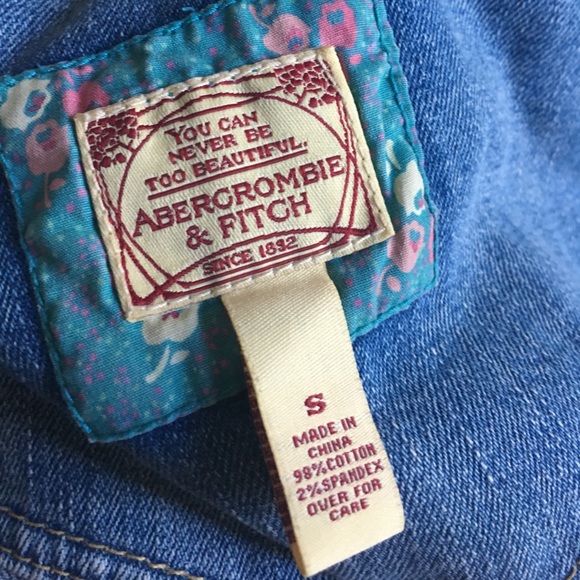 YOU CAN
NEVER BE
TOO BEAUTIFUL.
ABERCROMBIE
& FITCH
SINCE 1892
S
MADE IN
CHINA
98%COTTON
2%SPANDEX
OVER FOR
CARE